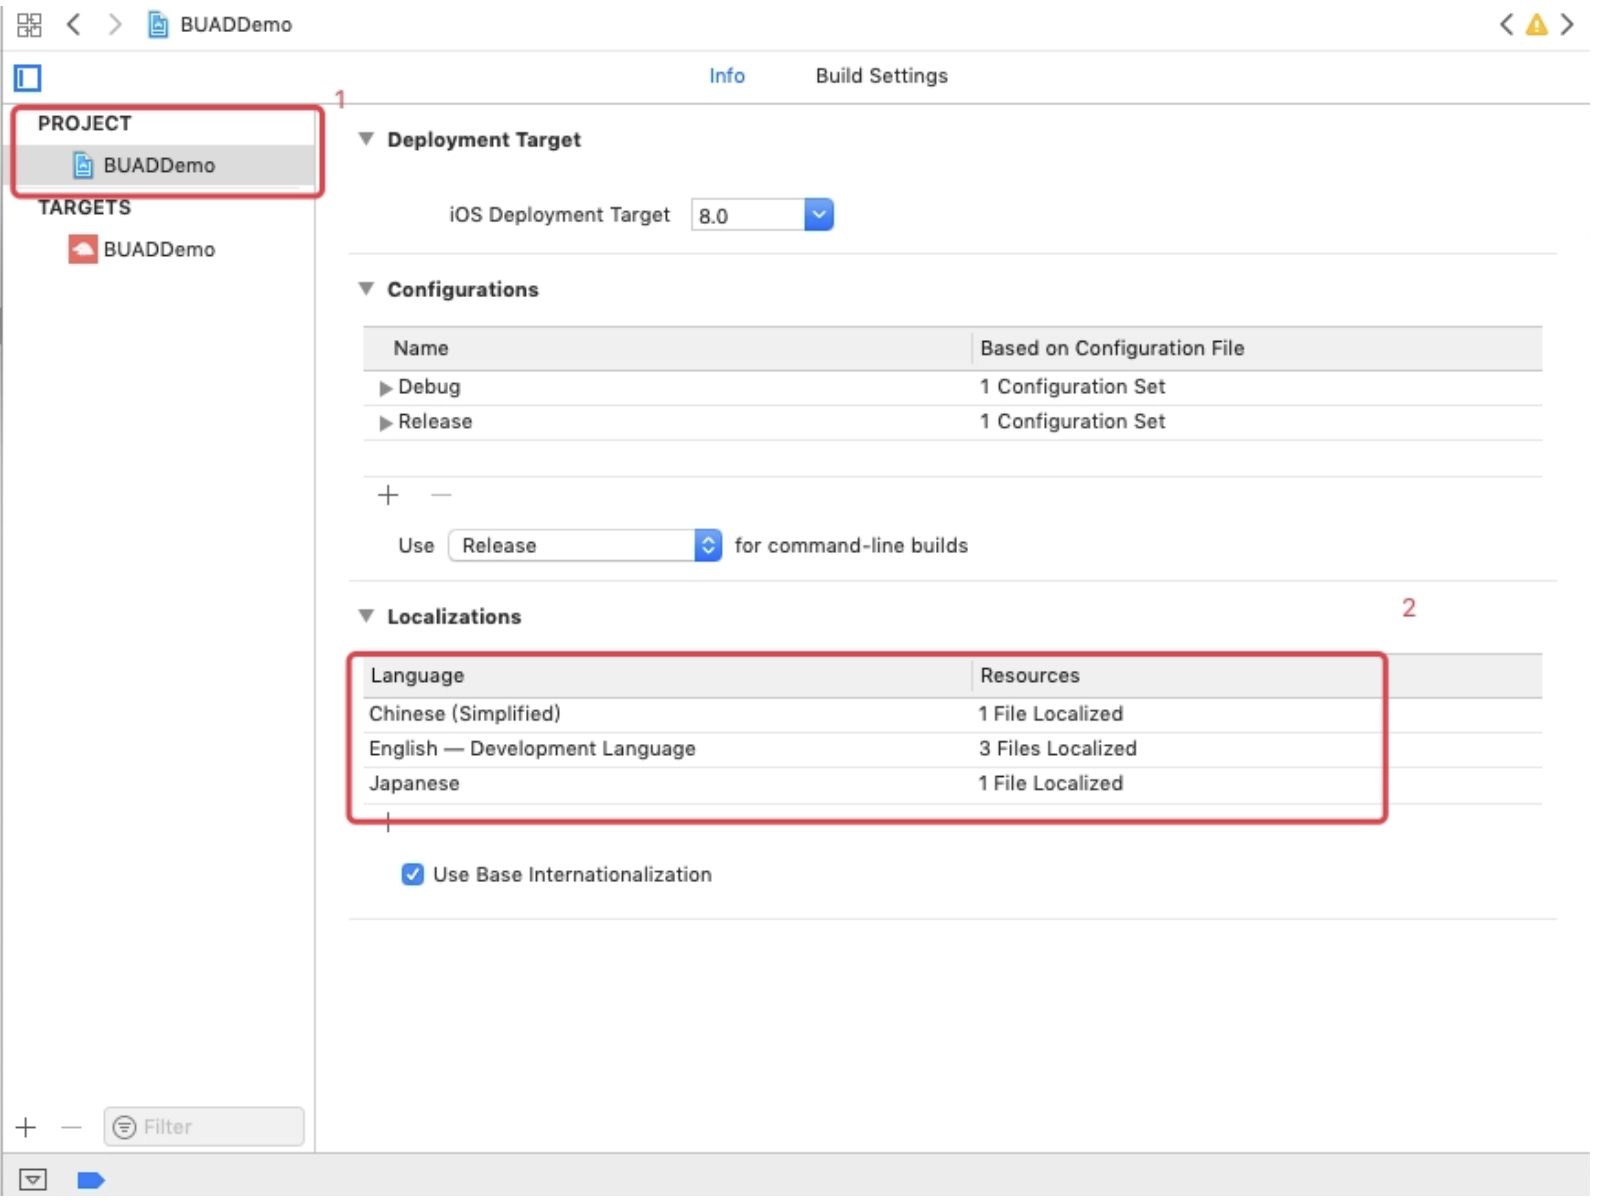 BUADDemo
Info Build Settings
1
PROJECT
BUADDemo
TARGETS
BUADDemo
Deployment Target
iOS Deployment Target 8.0
Configurations
Name Based on Configuration File
Debug 1 Configuration Set
Release 1 Configuration Set
Use Release for command-line builds
Localizations
2
Language Resources
Chinese (Simplified) 1 File Localized
English — Development Language 3 Files Localized
Japanese 1 File Localized
Use Base Internationalization
Filter